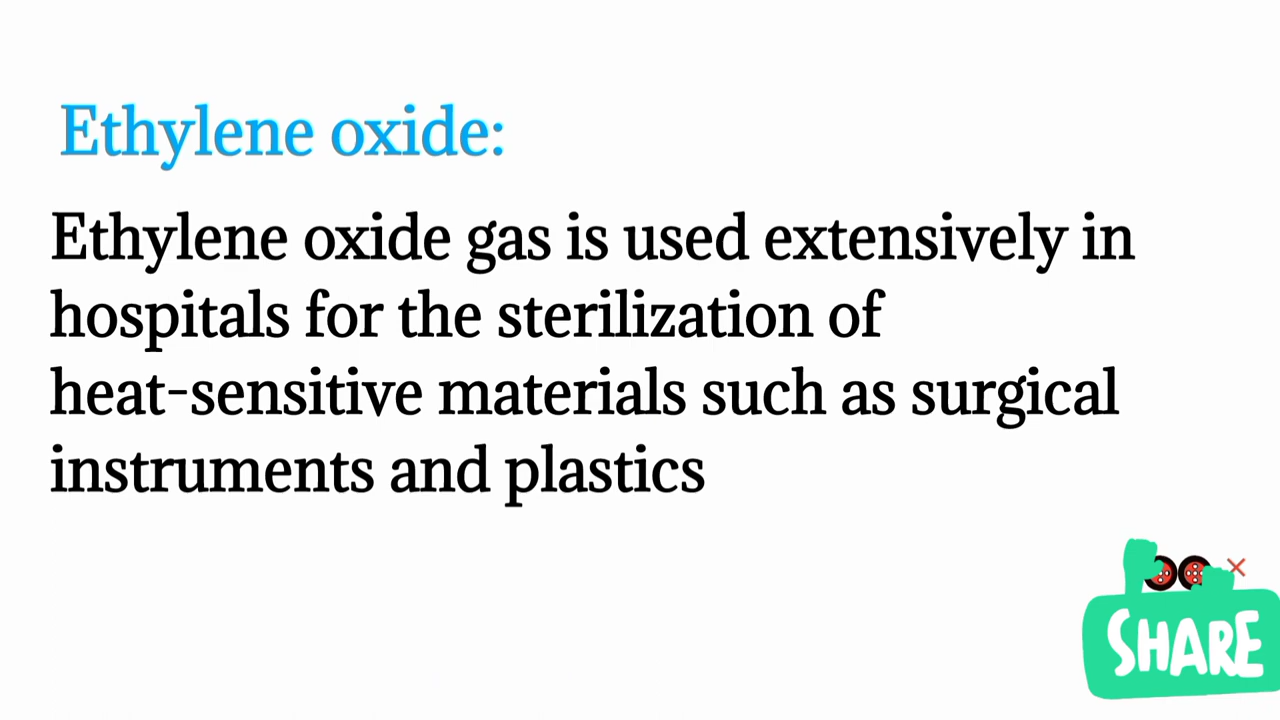 Ethylene oxide:
Ethylene oxide gas is used extensively in
hospitals for the sterilization of
heat-sensitive materials such as surgical
instruments and plastics
SHARE